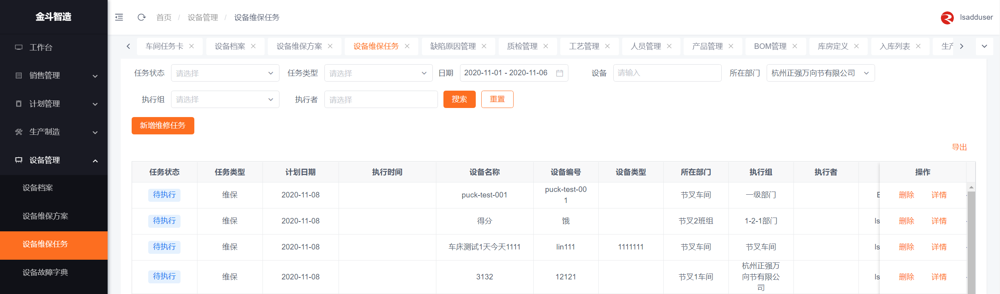 金斗智造
首页 / 设备管理 / 设备维保任务
lsadduser
工作台
销售管理
计划管理
生产制造
设备管理
设备档案
设备维保方案
设备维保任务
设备故障字典
车间任务卡 设备档案 设备维保方案 设备维保任务 缺陷原因管理 质检管理 工艺管理 人员管理 产品管理 BOM管理 库房定义 入库列表 生产
任务状态 请选择 任务类型 请选择 日期 2020-11-01 - 2020-11-06 设备 请输入 所在部门 杭州正强万向节有限公司
执行组 请选择 执行者 请选择 搜索 重置
新增维修任务
导出
任务状态 任务类型 计划日期 执行时间 设备名称 设备编号 设备类型 所在部门 执行组 执行者 操作
待执行 维保 2020-11-08 puck-test-001 puck-test-00
1 节叉车间 一级部门 删除 详情
待执行 维保 2020-11-08 得分 饿 节叉2班组 1-2-1部门 ls 删除 详情
待执行 维保 2020-11-08 车床测试1天今天1111 lin111 1111111 节叉车间 节叉车间 ls 删除 详情
待执行 维保 2020-11-08 3132 12121 节叉1车间 杭州正强万
向节有限公
司 ls 删除 详情